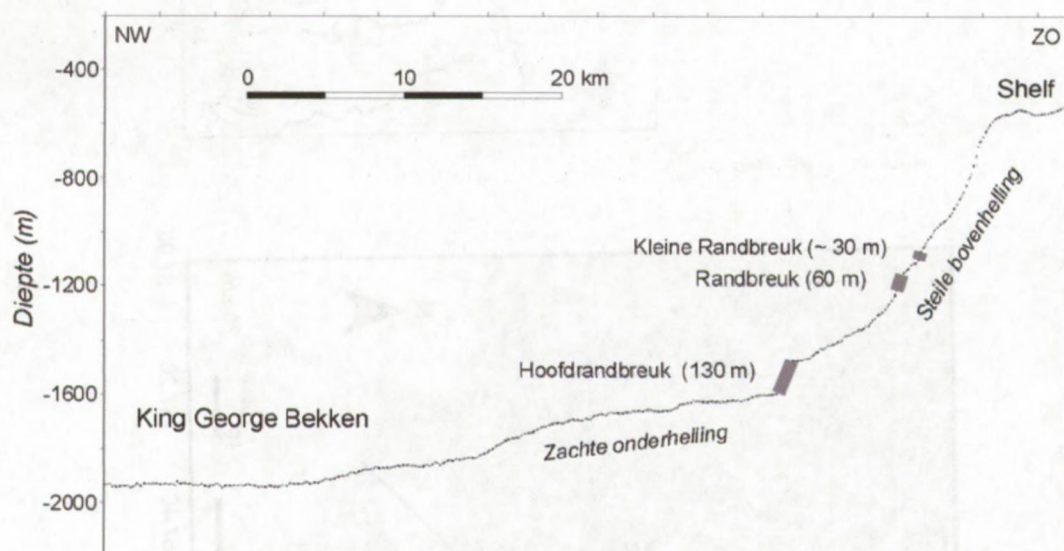 NW
ZO
-400
-800
-1200
-1600
-2000
Diepte (m)
0 10 20 km
Shelf
Kleine Randbreuk (~ 30 m)
Randbreuk (60 m)
Steile bovenhelling
Hoofdrandbreuk (130 m)
King George Bekken
Zachte onderhelling